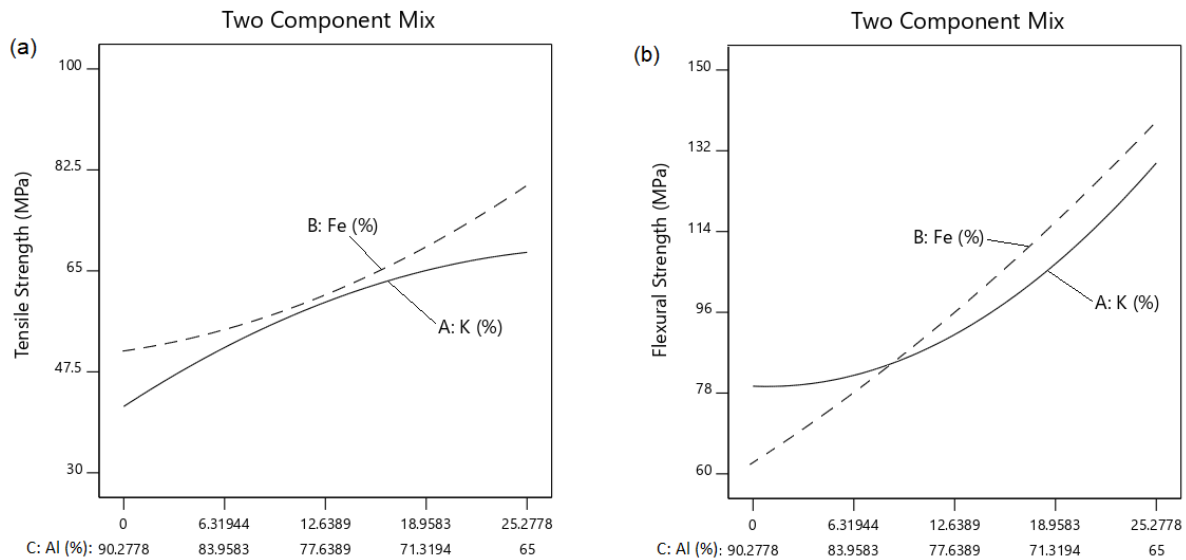 (a)
Two Component Mix
Tensile Strength (MPa)
100
82.5
65
47.5
30
B: Fe (%)
A: K (%)
0 6.31944 12.6389 18.9583 25.2778
C: Al (%): 90.2778 83.9583 77.6389 71.3194 65
(b)
Two Component Mix
Flexural Strength (MPa)
150
132
114
96
78
60
B: Fe (%)
A: K (%)
0 6.31944 12.6389 18.9583 25.2778
C: Al (%): 90.2778 83.9583 77.6389 71.3194 65